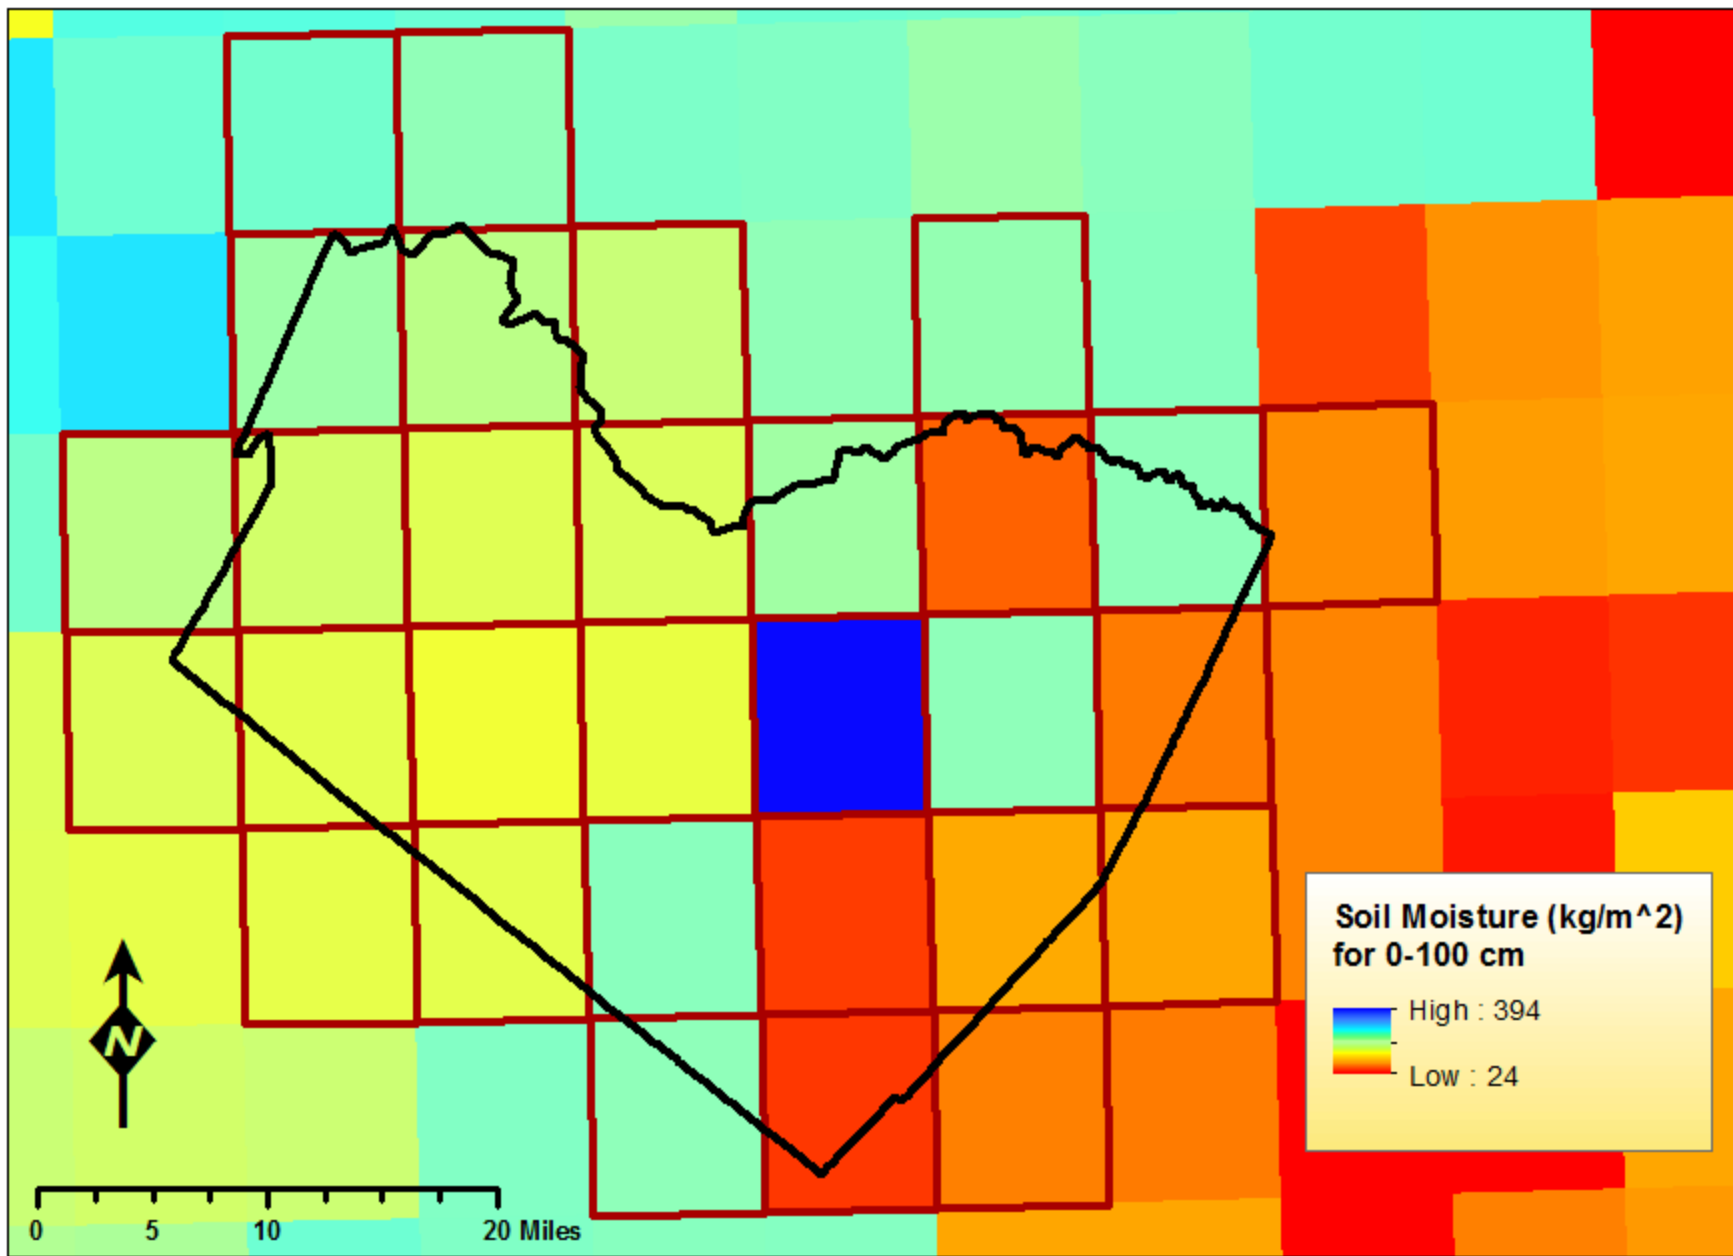 Soil Moisture (kg/m^2)
for 0-100 cm
High : 394
Low : 24
N
0 5 10 20 Miles